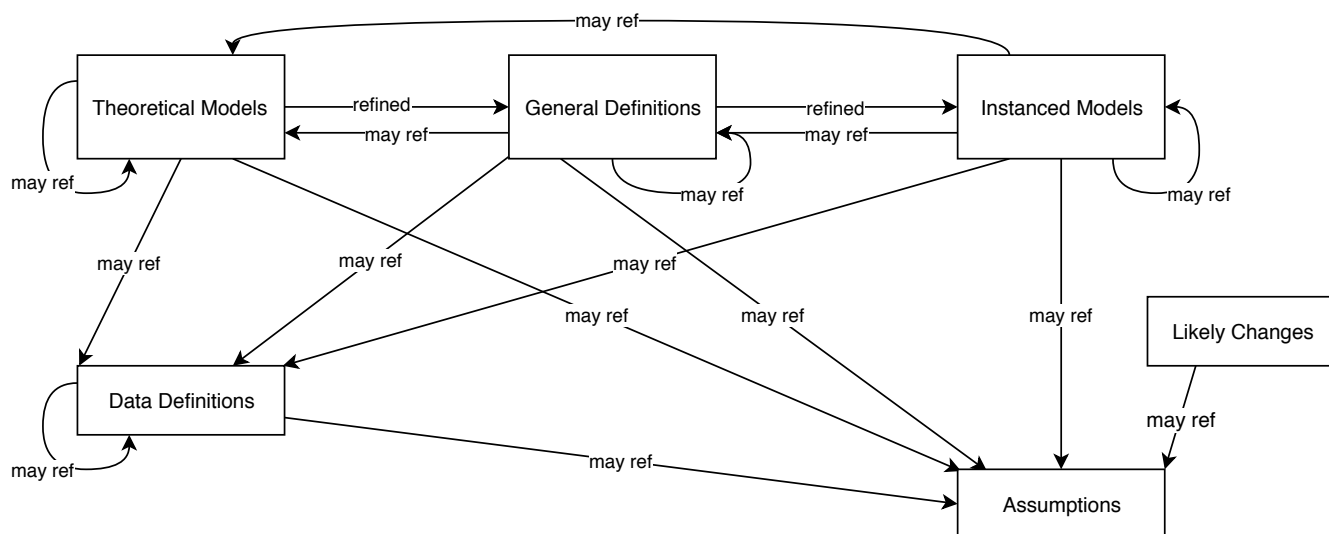 may ref
Theoretical Models
refined
General Definitions
refined
Instanced Models
may ref
may ref
may ref
may ref
may ref
may ref
may ref
may ref
may ref
may ref
may ref
may ref
Likely Changes
Data Definitions
may ref
may ref
may ref
Assumptions